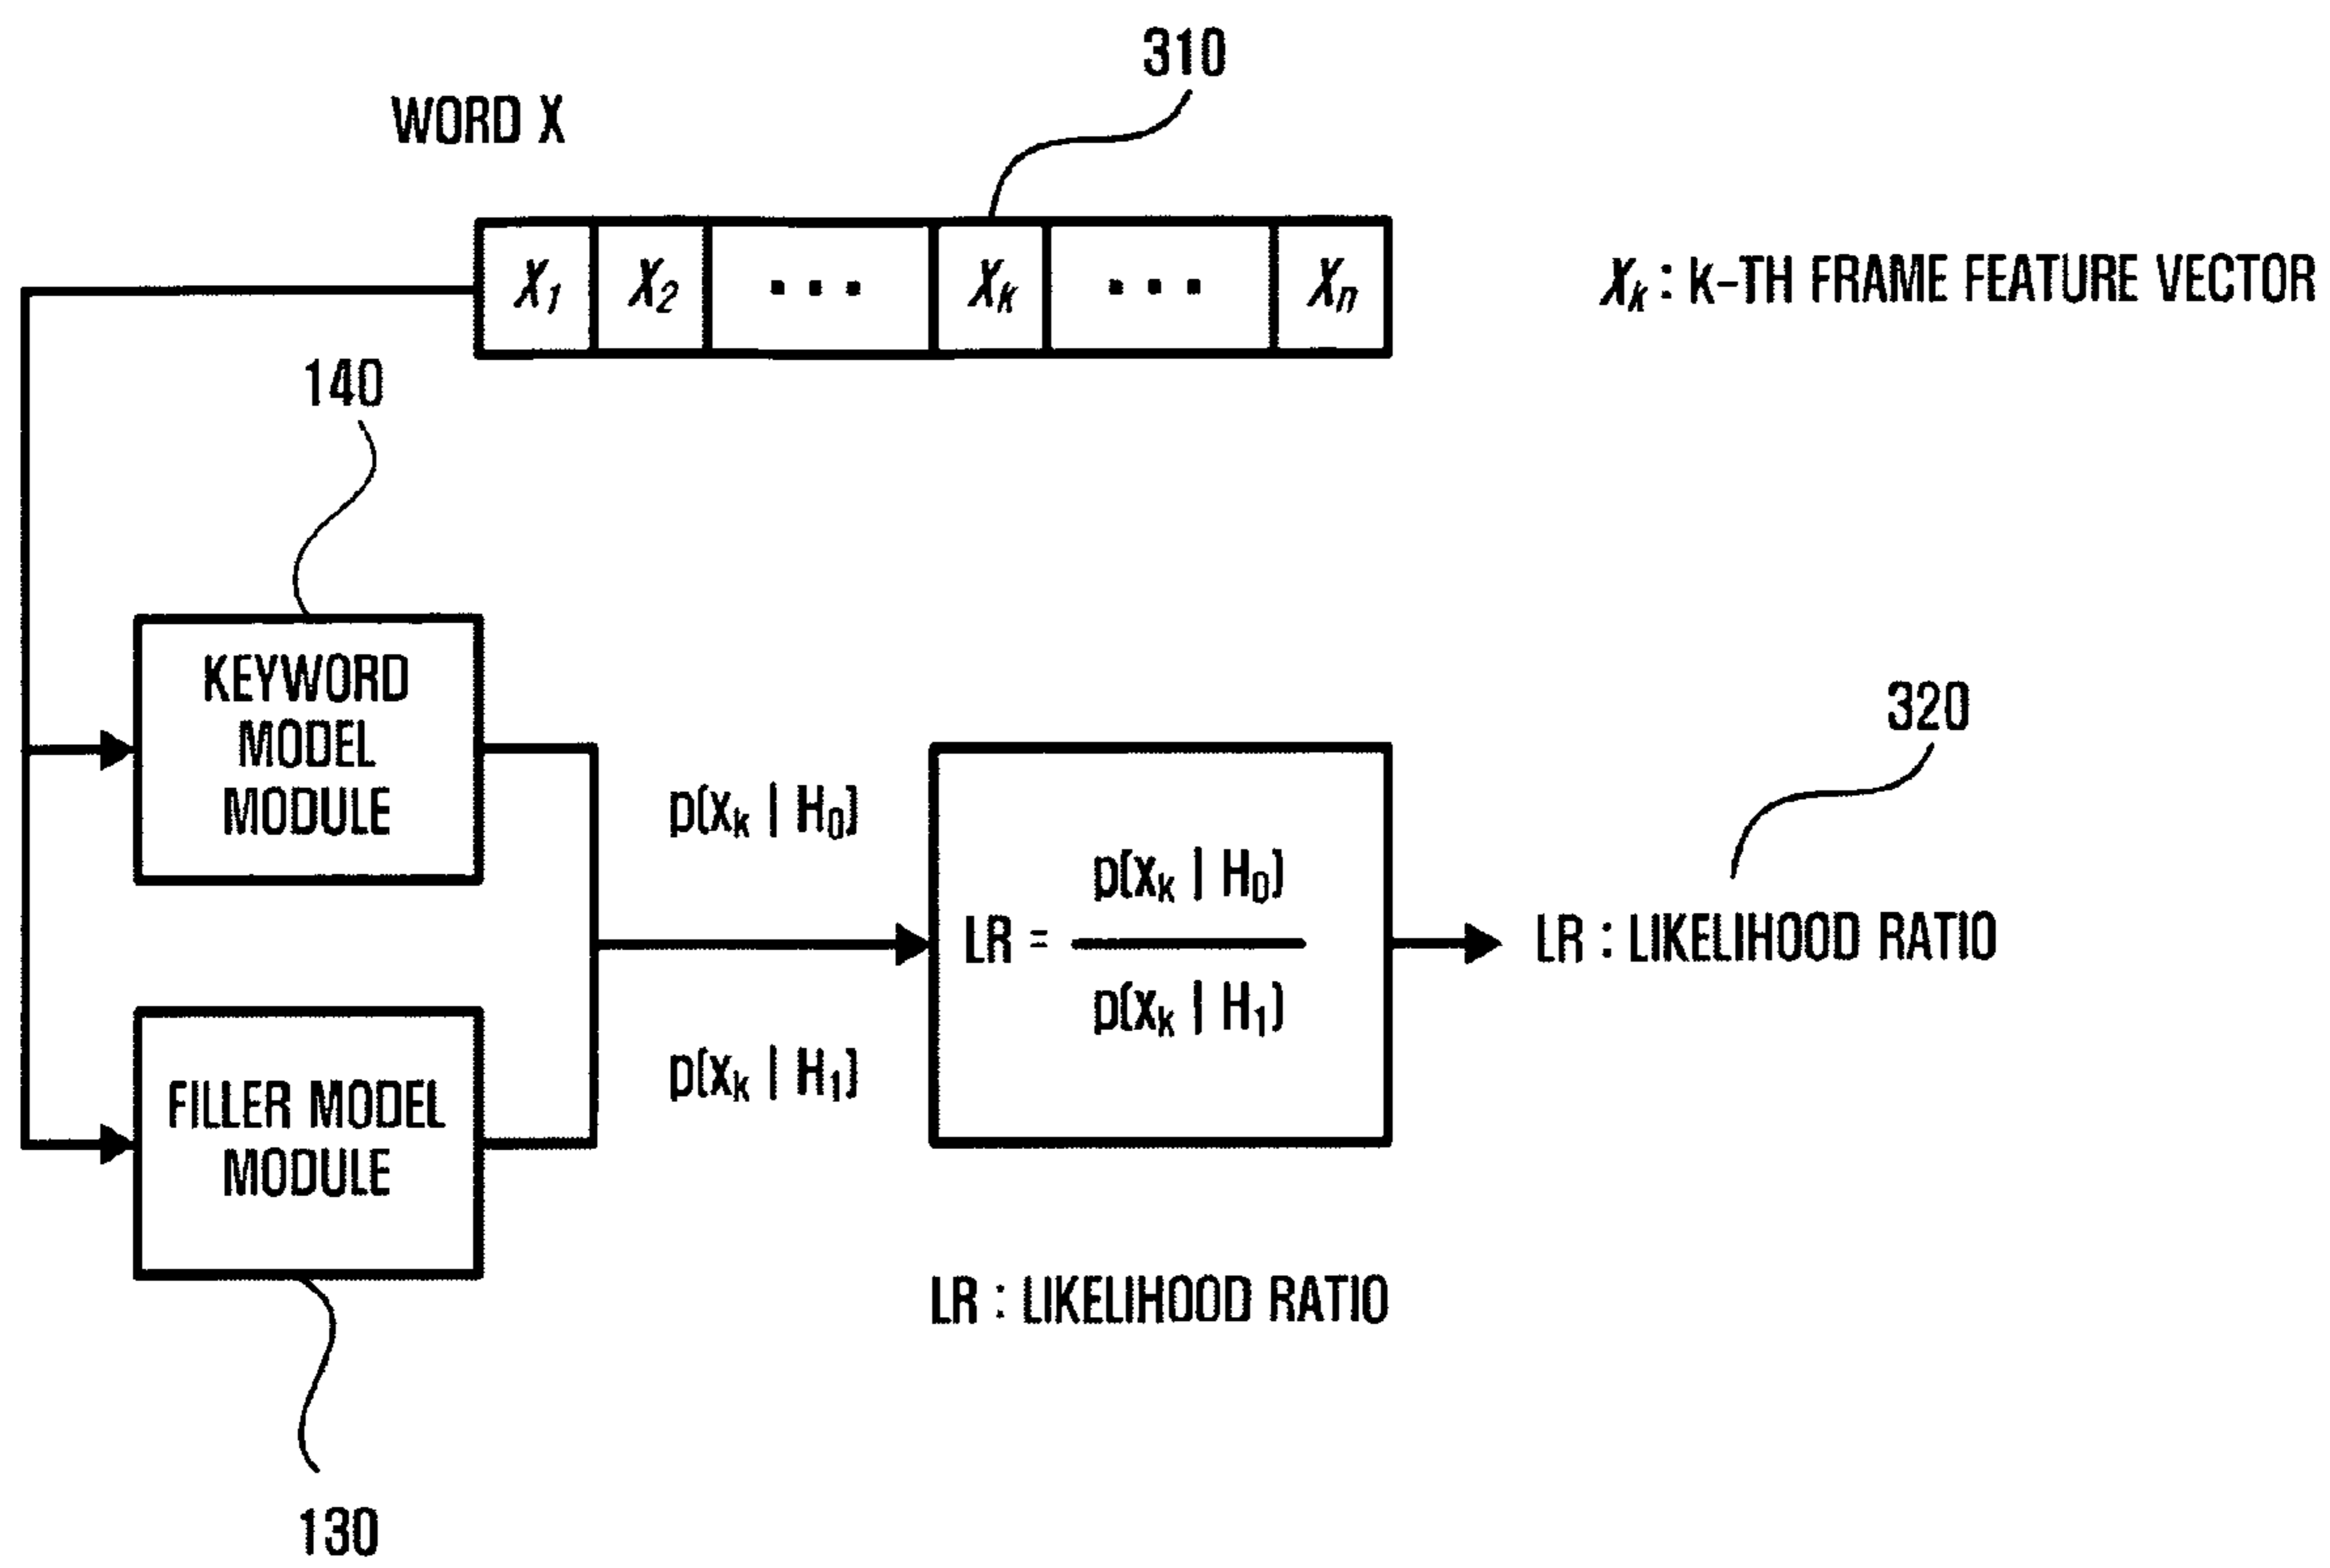 310
WORD X
X1 X2 ... Xk ... Xn
Xk : K-TH FRAME FEATURE VECTOR
140
KEYWORD
MODEL
MODULE
320
p(xk | H0)
p(xk | H0)
LR =
p(xk | H1)
LR : LIKELIHOOD RATIO
p(xk | H1)
FILLER MODEL
MODULE
LR : LIKELIHOOD RATIO
130